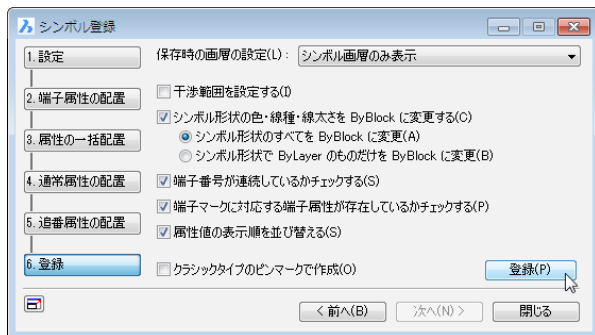 シンボル登録
1. 設定
2. 端子属性の配置
3. 属性の一括配置
4. 通常属性の配置
5. 追番属性の配置
6. 登録
保存時の画層の設定(L): シンボル画層のみ表示
干渉範囲を設定する(I)
シンボル形状の色・線種・線太さを ByBlock に変更する(C)
シンボル形状のすべてを ByBlock に変更(A)
シンボル形状で ByLayer のものだけを ByBlock に変更(B)
端子番号が連続しているかチェックする(S)
端子マークに対応する端子属性が存在しているかチェックする(P)
属性値の表示順を並び替える(S)
クラシックタイプのピンマークで作成(O)
登録(P)
< 前へ(B)
次へ(N) >
閉じる